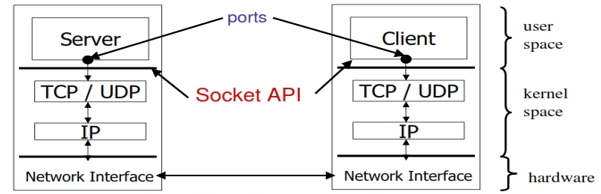 ports
Server
Client
user
space
Socket API
TCP / UDP
TCP / UDP
kernel
space
IP
IP
Network Interface
Network Interface
hardware